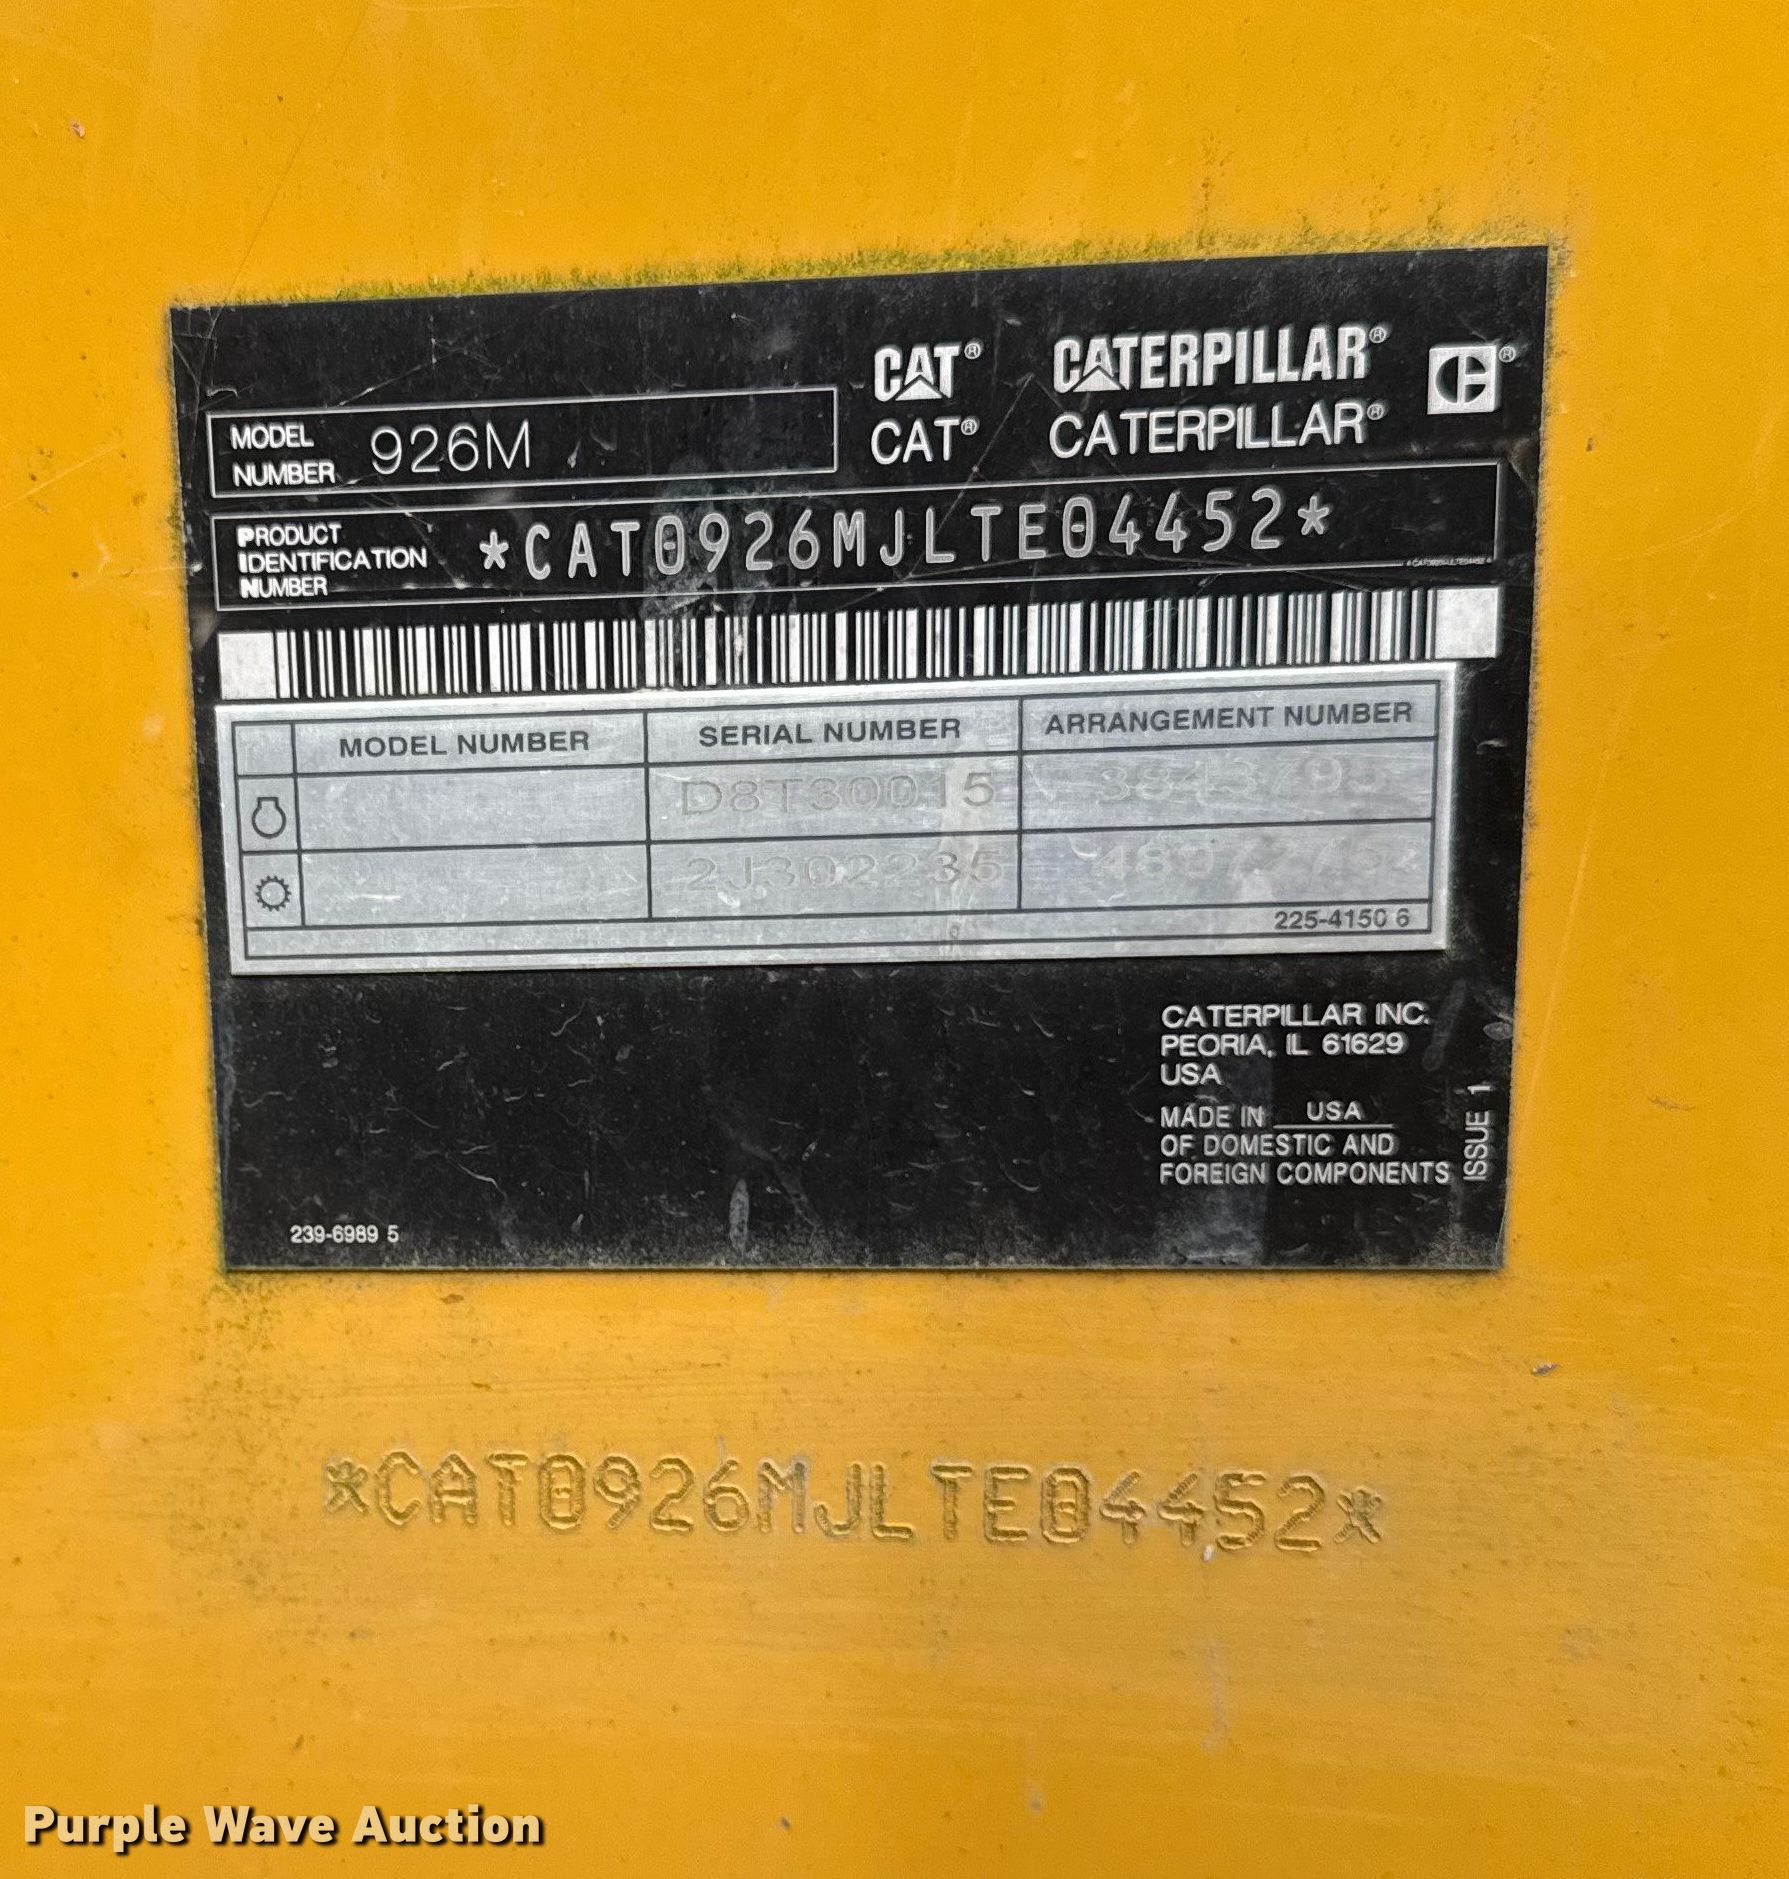 CAT® CATERPILLAR® ®
CAT® CATERPILLAR®
MODEL NUMBER 926M
PRODUCT IDENTIFICATION NUMBER *CAT0926MJLTE04452*
MODEL NUMBER SERIAL NUMBER ARRANGEMENT NUMBER
D8T30015
2J302235
225-4150 6
CATERPILLAR INC.
PEORIA, IL 61629
USA
MADE IN USA
OF DOMESTIC AND
FOREIGN COMPONENTS
ISSUE 1
239-6989 5
*CAT0926MJLTE04452*
Purple Wave Auction